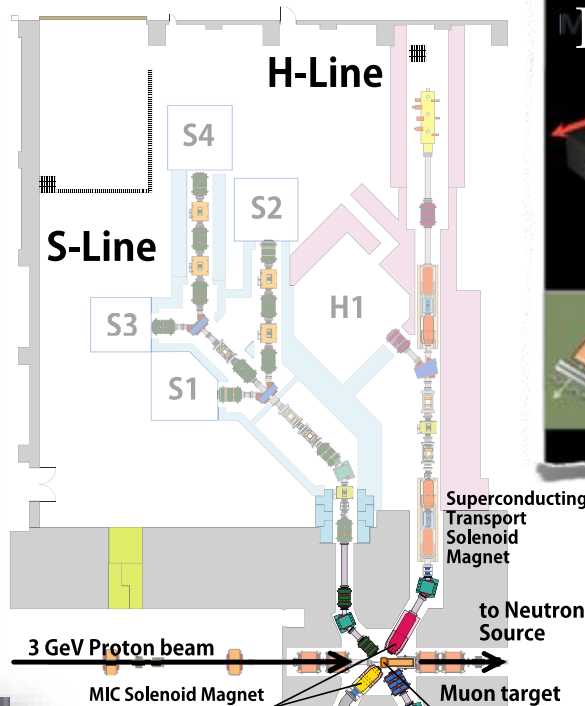 H-Line
S4
S2
S-Line
H1
S3
S1
Superconducting
Transport
Solenoid
Magnet
to Neutron
Source
3 GeV Proton beam
MIC Solenoid Magnet
Muon target